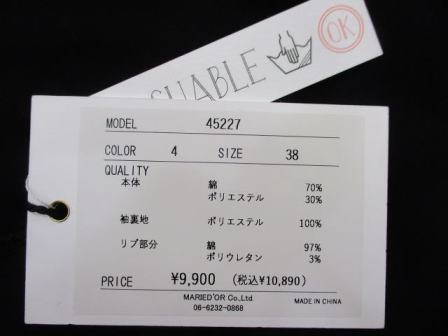 SUABLE
OK
MODEL 45227
COLOR 4 SIZE 38
QUALITY
本体 綿 70%
ポリエステル 30%
袖裏地 ポリエステル 100%
リブ部分 綿 97%
ポリウレタン 3%
PRICE ¥9,900 (税込¥10,890)
MARIED'OR Co.,Ltd.
06-6232-0868
MADE IN CHINA